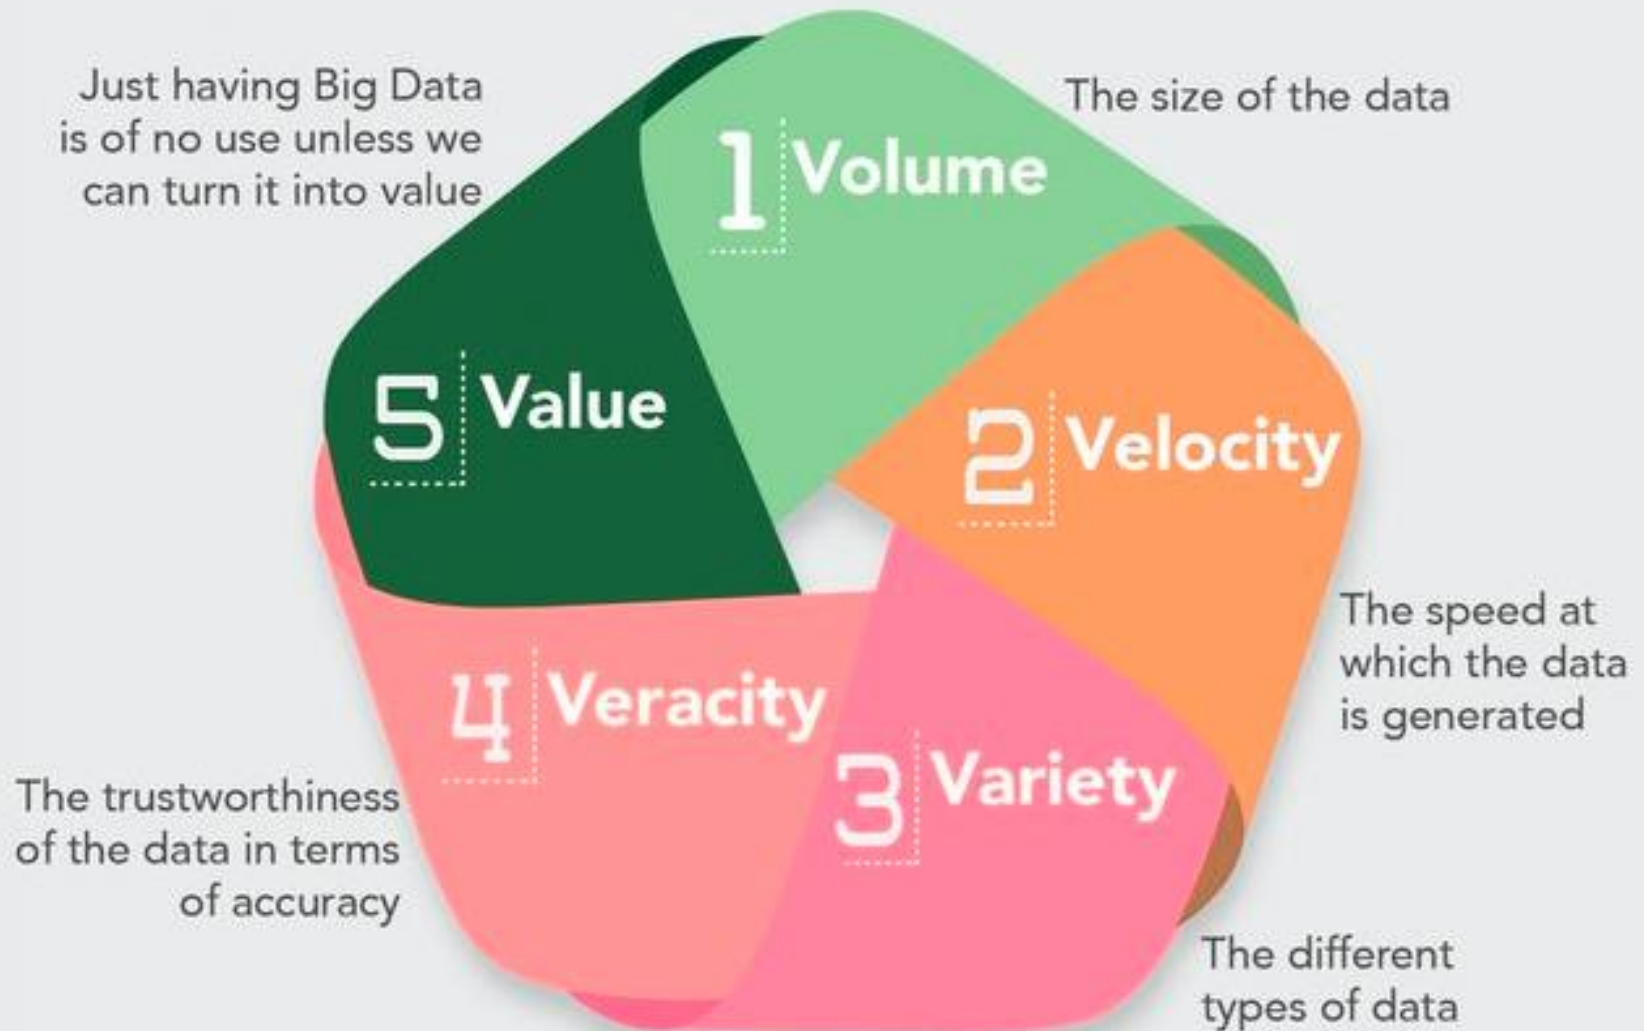 1 Volume
The size of the data
2 Velocity
The speed at
which the data
is generated
3 Variety
The different
types of data
4 Veracity
The trustworthiness
of the data in terms
of accuracy
5 Value
Just having Big Data
is of no use unless we
can turn it into value